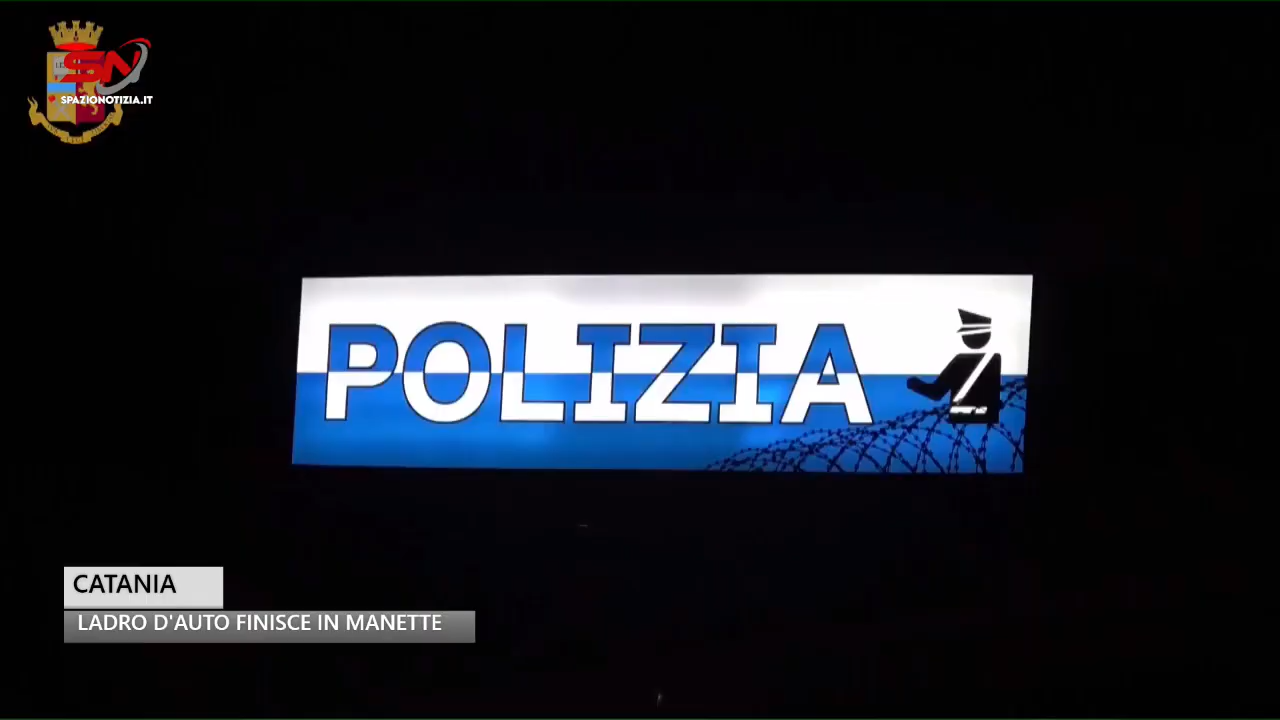 SN
SPAZIONOTIZIA.IT
POLIZIA
CATANIA
LADRO D'AUTO FINISCE IN MANETTE